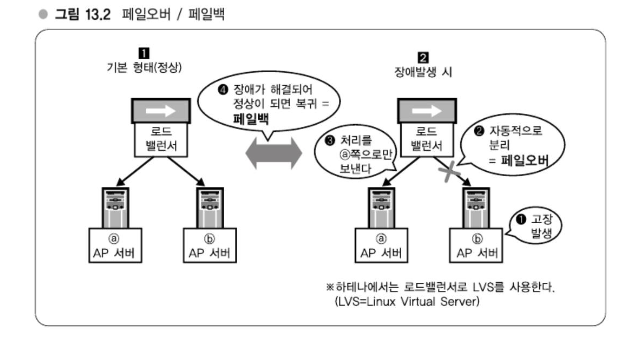 ● 그림 13.2 페일오버 / 페일백
1
기본 형태(정상)
2
장애발생 시
❹ 장애가 해결되어
정상이 되면 복귀 =
페일백
로드
밸런서
ⓐ
AP 서버
ⓑ
AP 서버
로드
밸런서
❸ 처리를
ⓐ쪽으로만
보낸다
❷ 자동적으로
분리
= 페일오버
❶ 고장
발생
ⓐ
AP 서버
ⓑ
AP 서버
※하테나에서는 로드밸런서로 LVS를 사용한다.
(LVS=Linux Virtual Server)